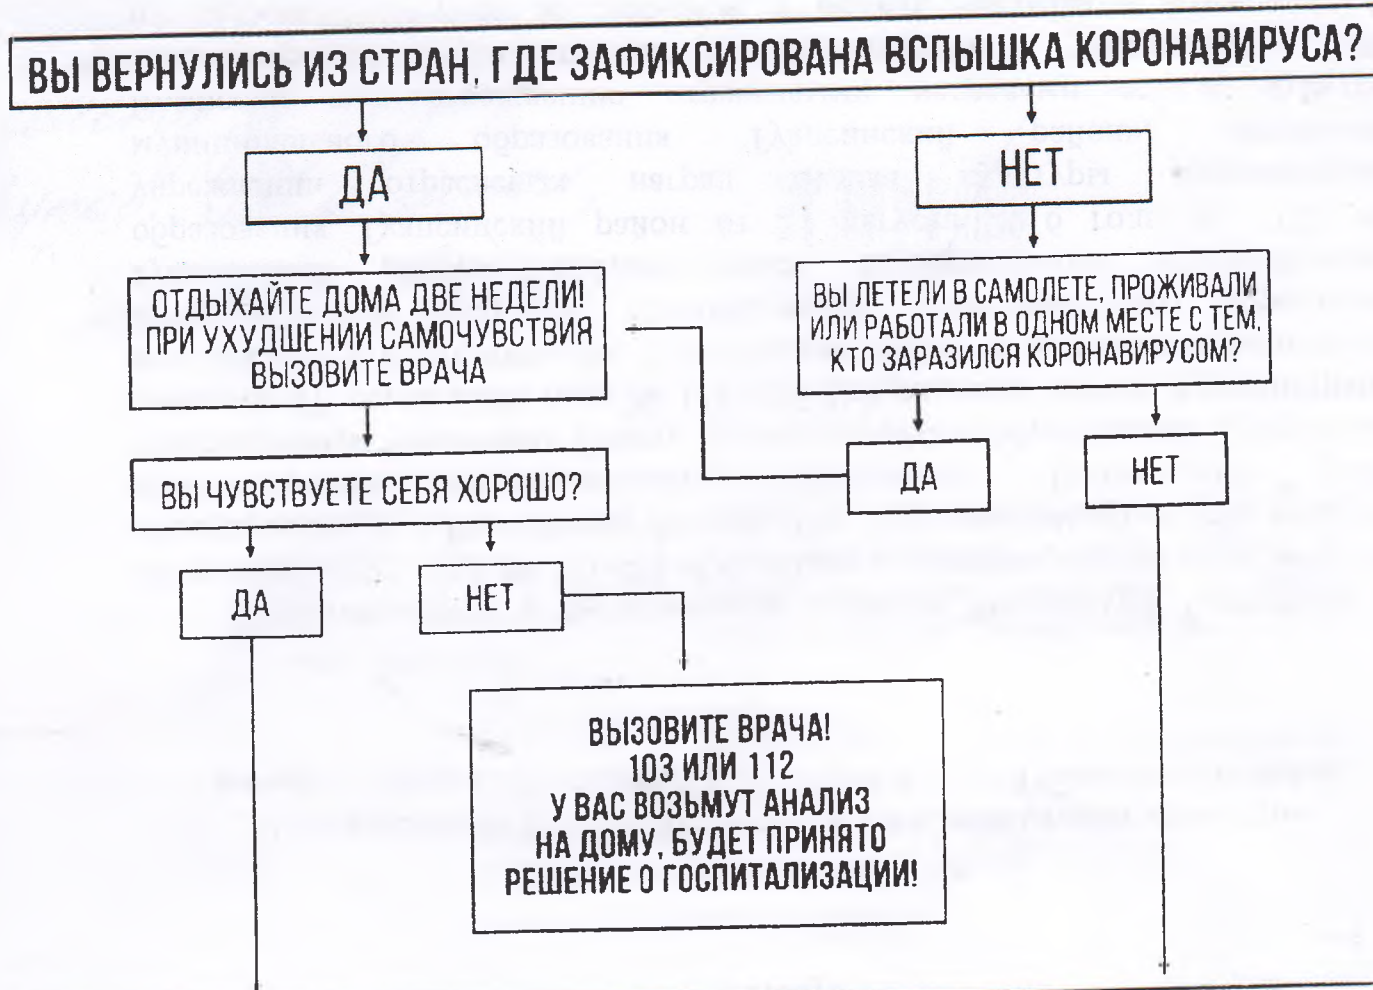 ВЫ ВЕРНУЛИСЬ ИЗ СТРАН, ГДЕ ЗАФИКСИРОВАНА ВСПЫШКА КОРОНАВИРУСА?
ДА
НЕТ
ОТДЫХАЙТЕ ДОМА ДВЕ НЕДЕЛИ!
ПРИ УХУДШЕНИИ САМОЧУВСТВИЯ
ВЫЗОВИТЕ ВРАЧА
ВЫ ЛЕТЕЛИ В САМОЛЕТЕ, ПРОЖИВАЛИ
ИЛИ РАБОТАЛИ В ОДНОМ МЕСТЕ С ТЕМ,
КТО ЗАРАЗИЛСЯ КОРОНАВИРУСОМ?
ДА
НЕТ
ВЫ ЧУВСТВУЕТЕ СЕБЯ ХОРОШО?
ДА
НЕТ
ВЫЗОВИТЕ ВРАЧА!
103 ИЛИ 112
У ВАС ВОЗЬМУТ АНАЛИЗ
НА ДОМУ, БУДЕТ ПРИНЯТО
РЕШЕНИЕ О ГОСПИТАЛИЗАЦИИ!